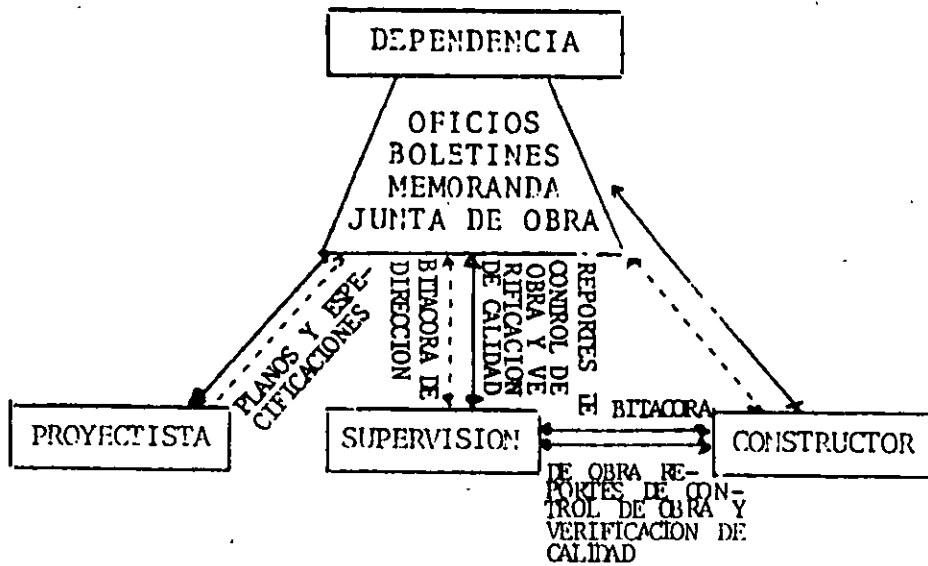 DEPENDENCIA
OFICIOS
BOLETINES
MEMORANDA
JUNTA DE OBRA
PLANOS Y ESPE-
CIFICACIONES
BITACORA DE
DIRECCION
REPORTES DE
CONTROL DE
OBRA Y VE
RIFICACION
DE CALIDAD
PROYECTISTA
SUPERVISION
BITACORA
CONSTRUCTOR
DE OBRA RE-
PORTES DE CON-
TROL DE OBRA Y
VERIFICACION DE
CALIDAD